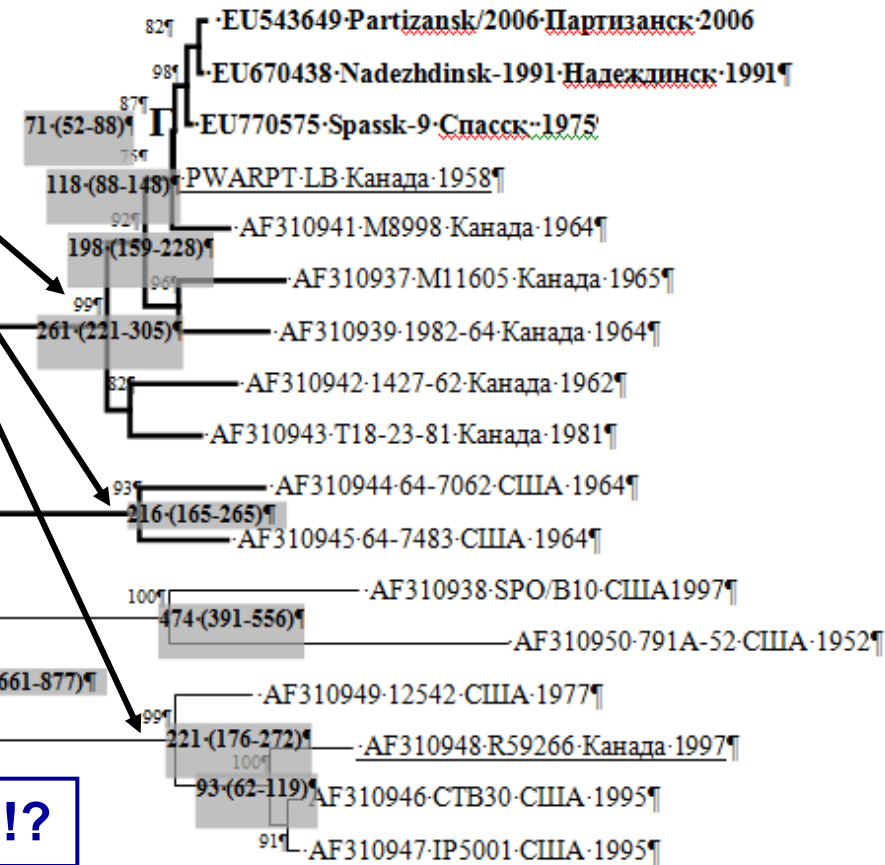 82¶
·EU543649·Partizansk/2006·Партизанск·2006
98¶
·EU670438·Nadezhdinsk-1991·Надеждинск·1991¶
87¶
71·(52-88)¶
Г
·EU770575·Spassk-9·Спасск··1975
75¶
118·(88-148)¶
·PWARPT·LB·Канада·1958¶
92¶
·AF310941·M8998·Канада·1964¶
198·(159-228)¶
96¶
·AF310937·M11605·Канада·1965¶
99¶
261·(221-305)¶
·AF310939·1982-64·Канада·1964¶
82¶
·AF310942·1427-62·Канада·1962¶
·AF310943·T18-23-81·Канада·1981¶
93¶
·AF310944·64-7062·США·1964¶
216·(165-265)¶
·AF310945·64-7483·США·1964¶
100¶
·AF310938·SPO/B10·США1997¶
474·(391-556)¶
·AF310950·791A-52·США·1952¶
661-877)¶
·AF310949·12542·США·1977¶
99¶
221·(176-272)¶
·AF310948·R59266·Канада·1997¶
100¶
93·(62-119)¶
AF310946·CTB30·США·1995¶
!?
91¶
·AF310947·IP5001·США·1995¶